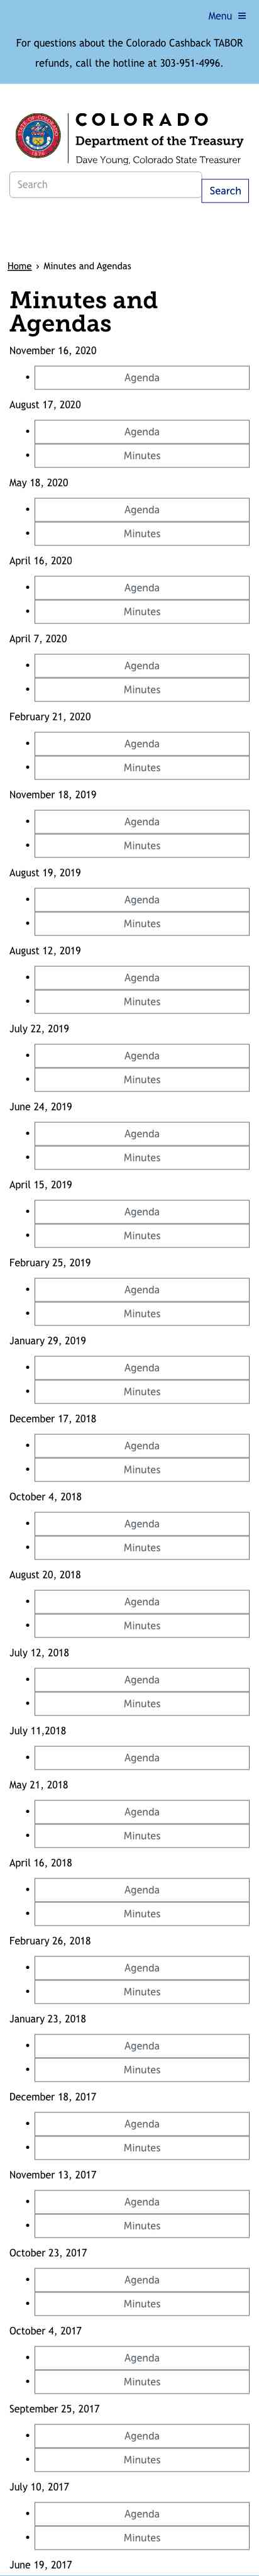 Menu ≡
For questions about the Colorado Cashback TABOR
refunds, call the hotline at 303-951-4996.
COLORADO
Department of the Treasury
Dave Young, Colorado State Treasurer
Search
Search
Home › Minutes and Agendas
Minutes and
Agendas
November 16, 2020
• Agenda
August 17, 2020
• Agenda
• Minutes
May 18, 2020
• Agenda
• Minutes
April 16, 2020
• Agenda
• Minutes
April 7, 2020
• Agenda
• Minutes
February 21, 2020
• Agenda
• Minutes
November 18, 2019
• Agenda
• Minutes
August 19, 2019
• Agenda
• Minutes
August 12, 2019
• Agenda
• Minutes
July 22, 2019
• Agenda
• Minutes
June 24, 2019
• Agenda
• Minutes
April 15, 2019
• Agenda
• Minutes
February 25, 2019
• Agenda
• Minutes
January 29, 2019
• Agenda
• Minutes
December 17, 2018
• Agenda
• Minutes
October 4, 2018
• Agenda
• Minutes
August 20, 2018
• Agenda
• Minutes
July 12, 2018
• Agenda
• Minutes
July 11,2018
• Agenda
May 21, 2018
• Agenda
• Minutes
April 16, 2018
• Agenda
• Minutes
February 26, 2018
• Agenda
• Minutes
January 23, 2018
• Agenda
• Minutes
December 18, 2017
• Agenda
• Minutes
November 13, 2017
• Agenda
• Minutes
October 23, 2017
• Agenda
• Minutes
October 4, 2017
• Agenda
• Minutes
September 25, 2017
• Agenda
• Minutes
July 10, 2017
• Agenda
• Minutes
June 19, 2017